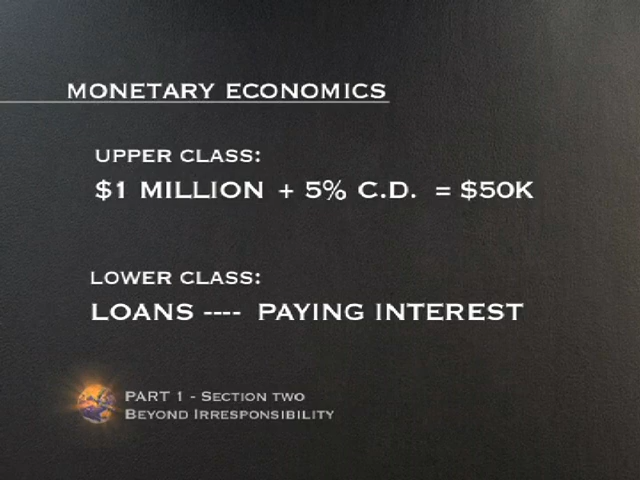 MONETARY ECONOMICS
UPPER CLASS:
$1 MILLION + 5% C.D. = $50K
LOWER CLASS:
LOANS ---- PAYING INTEREST
PART 1 - SECTION TWO
BEYOND IRRESPONSIBILITY